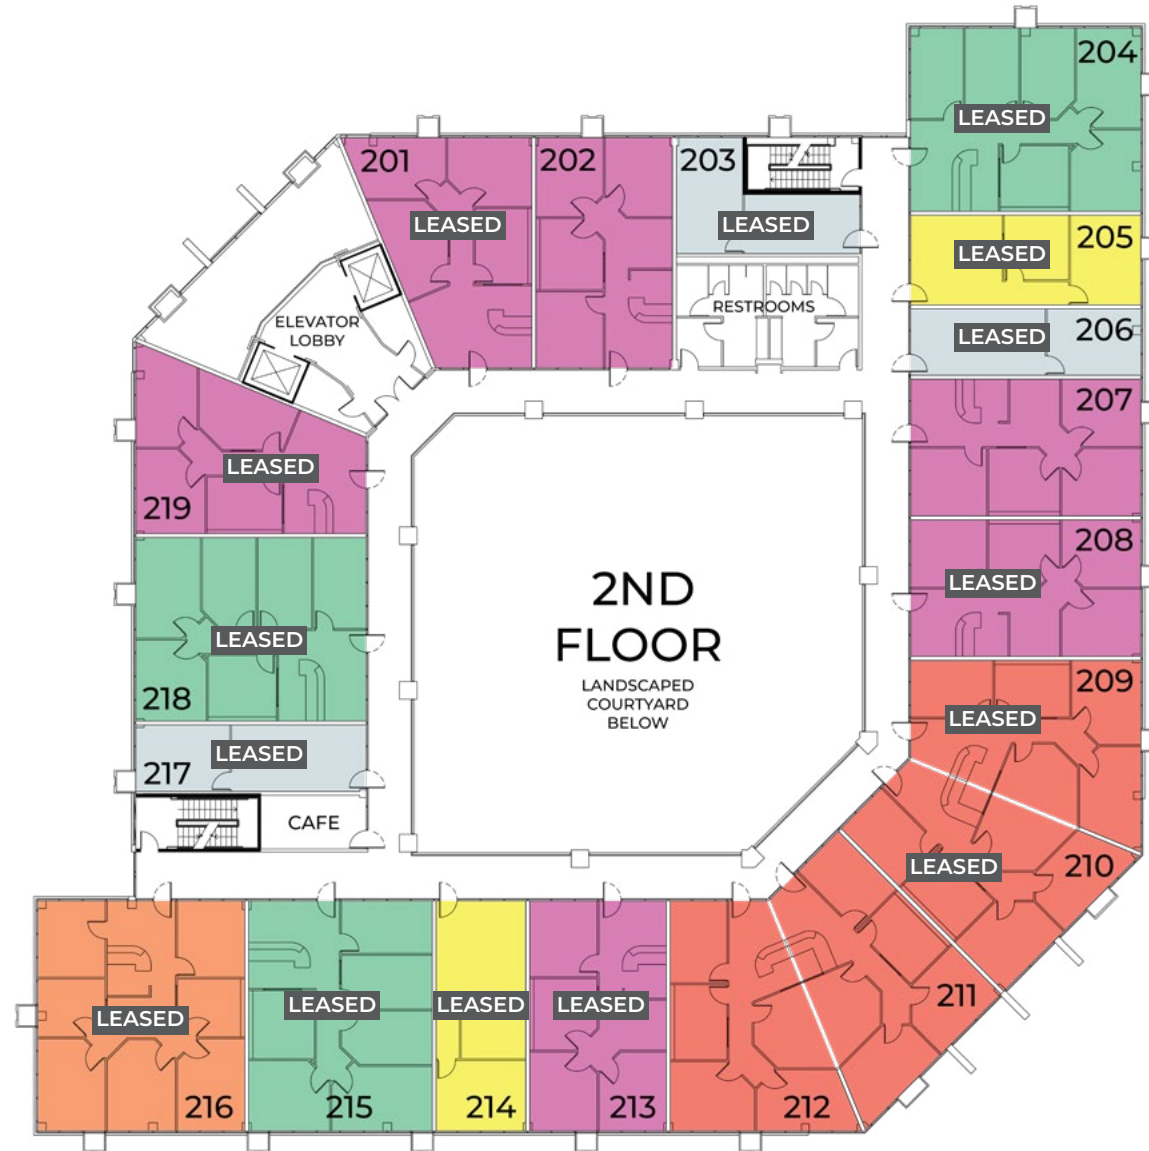 204
LEASED
201
202
203
LEASED
LEASED
205
LEASED
RESTROOMS
ELEVATOR
LOBBY
206
LEASED
207
LEASED
219
208
LEASED
2ND
FLOOR
LANDSCAPED
COURTYARD
BELOW
LEASED
218
209
LEASED
LEASED
217
CAFE
LEASED
210
211
LEASED
216
LEASED
215
LEASED
214
LEASED
213
212